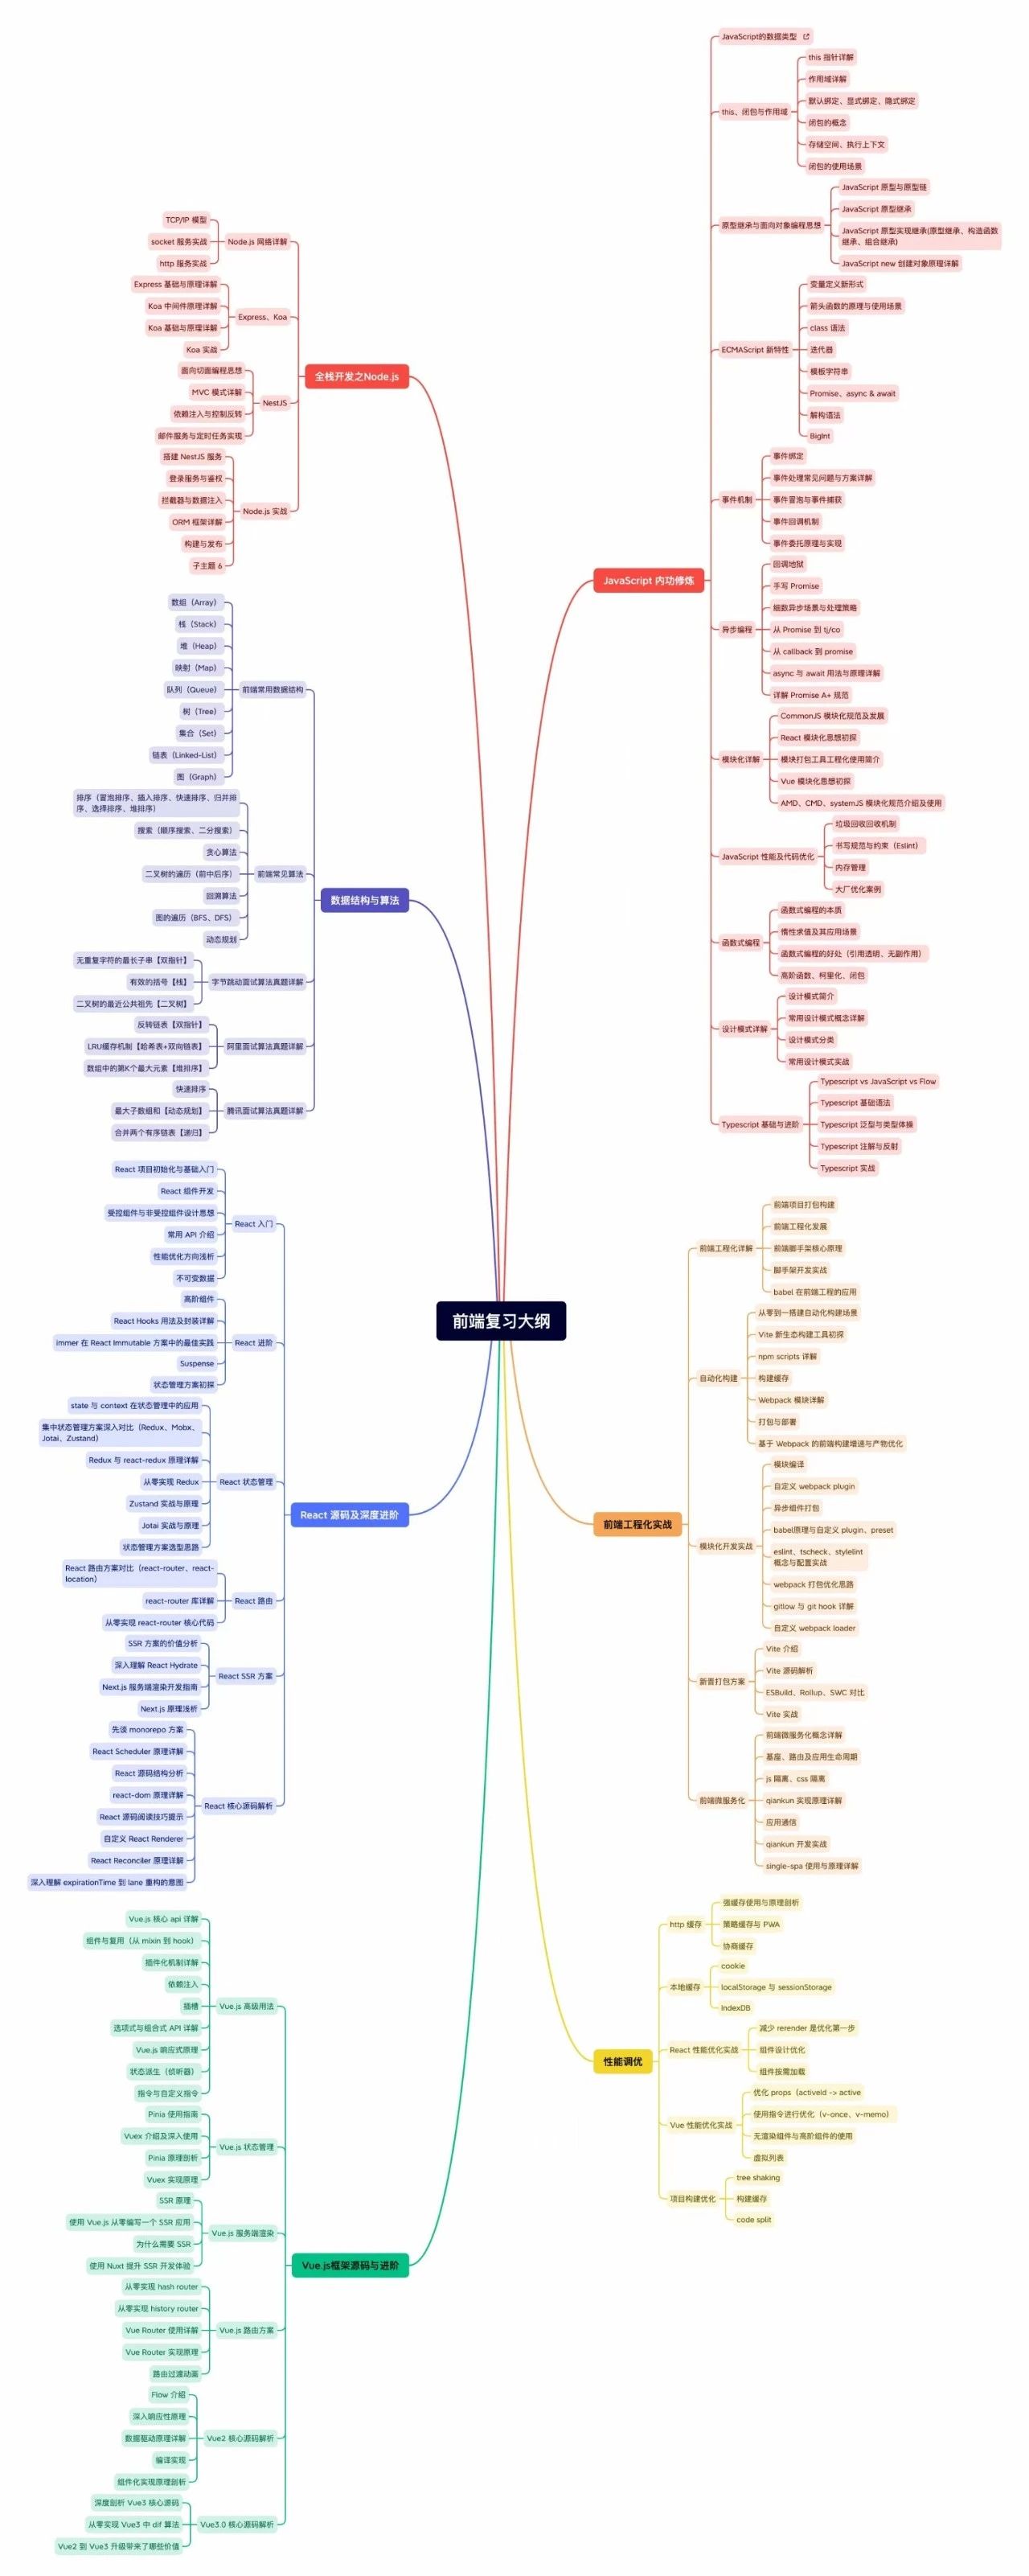 前端复习大纲
JavaScript 内功修炼
JavaScript的数据类型
this、闭包与作用域
this 指针详解
作用域详解
默认绑定、显式绑定、隐式绑定
闭包的概念
存储空间、执行上下文
闭包的使用场景
原型继承与面向对象编程思想
JavaScript 原型与原型链
JavaScript 原型继承
JavaScript 原型实现继承(原型继承、构造函数
继承、组合继承)
JavaScript new 创建对象原理详解
ECMAScript 新特性
变量定义新形式
箭头函数的原理与使用场景
class 语法
迭代器
模板字符串
Promise、async & await
解构语法
BigInt
事件机制
事件绑定
事件处理常见问题与方案详解
事件冒泡与事件捕获
事件回调机制
事件委托原理与实现
异步编程
回调地狱
手写 Promise
细数异步场景与处理策略
从 Promise 到 tj/co
从 callback 到 promise
async 与 await 用法与原理详解
详解 Promise A+ 规范
模块化详解
CommonJS 模块化规范及发展
React 模块化思想初探
模块打包工具工程化使用简介
Vue 模块化思想初探
AMD、CMD、systemJS 模块化规范介绍及使用
JavaScript 性能及代码优化
垃圾回收回收机制
书写规范与约束（Eslint）
内存管理
大厂优化案例
函数式编程
函数式编程的本质
惰性求值及其应用场景
函数式编程的好处（引用透明、无副作用）
高阶函数、柯里化、闭包
设计模式详解
设计模式简介
常用设计模式概念详解
设计模式分类
常用设计模式实战
Typescript 基础与进阶
Typescript vs JavaScript vs Flow
Typescript 基础语法
Typescript 泛型与类型体操
Typescript 注解与反射
Typescript 实战
前端工程化实战
前端工程化详解
前端项目打包构建
前端工程化发展
前端脚手架核心原理
脚手架开发实战
babel 在前端工程的应用
自动化构建
从零到一搭建自动化构建场景
Vite 新生态构建工具初探
npm scripts 详解
构建缓存
Webpack 模块详解
打包与部署
基于 Webpack 的前端构建增速与产物优化
模块化开发实战
模块编译
自定义 webpack plugin
异步组件打包
babel原理与自定义 plugin、preset
eslint、tscheck、stylelint
概念与配置实战
webpack 打包优化思路
gitlow 与 git hook 详解
自定义 webpack loader
新晋打包方案
Vite 介绍
Vite 源码解析
ESBuild、Rollup、SWC 对比
Vite 实战
前端微服务化
前端微服务化概念详解
基座、路由及应用生命周期
js 隔离、css 隔离
qiankun 实现原理详解
应用通信
qiankun 开发实战
single-spa 使用与原理详解
性能调优
http 缓存
强缓存使用与原理剖析
策略缓存与 PWA
协商缓存
本地缓存
cookie
localStorage 与 sessionStorage
IndexDB
React 性能优化实战
减少 rerender 是优化第一步
组件设计优化
组件按需加载
Vue 性能优化实战
优化 props（activeid -> active
使用指令进行优化（v-once、v-memo）
无渲染组件与高阶组件的使用
虚拟列表
项目构建优化
tree shaking
构建缓存
code split
全栈开发之Node.js
Node.js 网络详解
TCP/IP 模型
socket 服务实战
http 服务实战
Express、Koa
Express 基础与原理详解
Koa 中间件原理详解
Koa 基础与原理详解
Koa 实战
NestJS
面向切面编程思想
MVC 模式详解
依赖注入与控制反转
邮件服务与定时任务实现
Node.js 实战
搭建 NestJS 服务
登录服务与鉴权
拦截器与数据注入
ORM 框架详解
构建与发布
子主题 6
数据结构与算法
前端常用数据结构
数组（Array）
栈（Stack）
堆（Heap）
映射（Map）
队列（Queue）
树（Tree）
集合（Set）
链表（Linked-List）
图（Graph）
前端常见算法
排序（冒泡排序、插入排序、快速排序、归并排
序、选择排序、堆排序）
搜索（顺序搜索、二分搜索）
贪心算法
二叉树的遍历（前中后序）
回溯算法
图的遍历（BFS、DFS）
动态规划
字节跳动面试算法真题详解
无重复字符的最长子串【双指针】
有效的括号【栈】
二叉树的最近公共祖先【二叉树】
阿里面试算法真题详解
反转链表【双指针】
LRU缓存机制【哈希表+双向链表】
数组中的第K个最大元素【堆排序】
腾讯面试算法真题详解
快速排序
最大子数组和【动态规划】
合并两个有序链表【递归】
React 源码及深度进阶
React 入门
React 项目初始化与基础入门
React 组件开发
受控组件与非受控组件设计思想
常用 API 介绍
性能优化方向浅析
不可变数据
React 进阶
高阶组件
React Hooks 用法及封装详解
immer 在 React Immutable 方案中的最佳实践
Suspense
状态管理方案初探
React 状态管理
state 与 context 在状态管理中的应用
集中状态管理方案深入对比（Redux、Mobx、
Jotai、Zustand）
Redux 与 react-redux 原理详解
从零实现 Redux
Zustand 实战与原理
Jotai 实战与原理
状态管理方案选型思路
React 路由
React 路由方案对比（react-router、react-
location）
react-router 库详解
从零实现 react-router 核心代码
React SSR 方案
SSR 方案的价值分析
深入理解 React Hydrate
Next.js 服务端渲染开发指南
Next.js 原理浅析
React 核心源码解析
先谈 monorepo 方案
React Scheduler 原理详解
React 源码结构分析
react-dom 原理详解
React 源码阅读技巧提示
自定义 React Renderer
React Reconciler 原理详解
深入理解 expirationTime 到 lane 重构的意图
Vue.js框架源码与进阶
Vue.js 高级用法
Vue.js 核心 api 详解
组件与复用（从 mixin 到 hook）
插件化机制详解
依赖注入
插槽
选项式与组合式 API 详解
Vue.js 响应式原理
状态派生（侦听器）
指令与自定义指令
Vue.js 状态管理
Pinia 使用指南
Vuex 介绍及深入使用
Pinia 原理剖析
Vuex 实现原理
Vue.js 服务端渲染
SSR 原理
使用 Vue.js 从零编写一个 SSR 应用
为什么需要 SSR
使用 Nuxt 提升 SSR 开发体验
Vue.js 路由方案
从零实现 hash router
从零实现 history router
Vue Router 使用详解
Vue Router 实现原理
路由过渡动画
Vue2 核心源码解析
Flow 介绍
深入响应性原理
数据驱动原理详解
编译实现
组件化实现原理剖析
Vue3.0 核心源码解析
深度剖析 Vue3 核心源码
从零实现 Vue3 中 dif 算法
Vue2 到 Vue3 升级带来了哪些价值